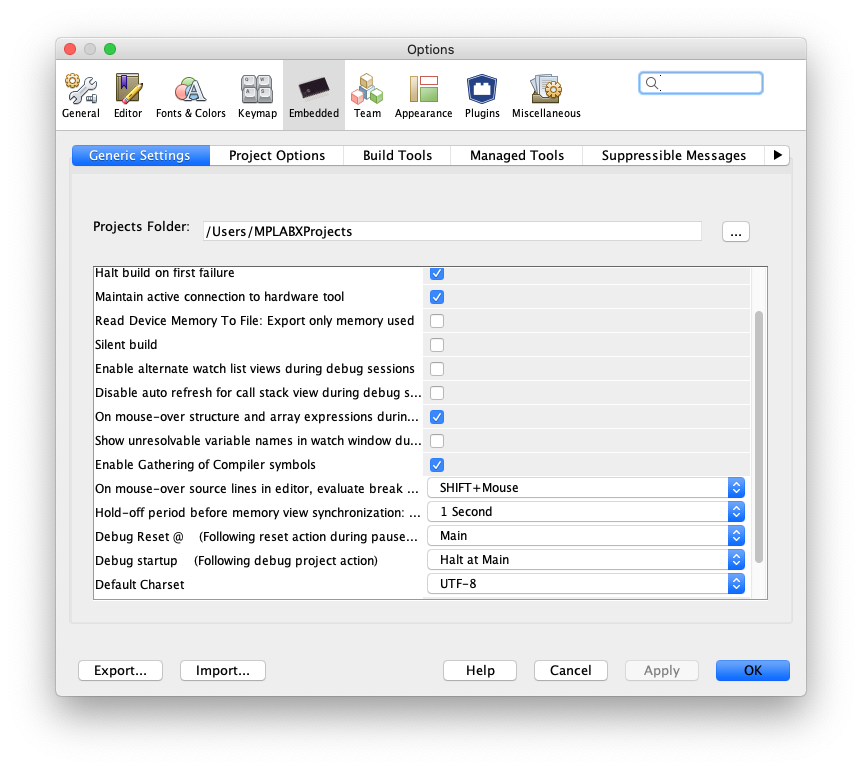 Options
General Editor Fonts & Colors Keymap Embedded Team Appearance Plugins Miscellaneous
Generic Settings Project Options Build Tools Managed Tools Suppressible Messages
Projects Folder: /Users/MPLABXProjects ...
Halt build on first failure
Maintain active connection to hardware tool
Read Device Memory To File: Export only memory used
Silent build
Enable alternate watch list views during debug sessions
Disable auto refresh for call stack view during debug s...
On mouse-over structure and array expressions durin...
Show unresolvable variable names in watch window du...
Enable Gathering of Compiler symbols
On mouse-over source lines in editor, evaluate break ... SHIFT+Mouse
Hold-off period before memory view synchronization: ... 1 Second
Debug Reset @ (Following reset action during pause... Main
Debug startup (Following debug project action) Halt at Main
Default Charset UTF-8
Export... Import... Help Cancel Apply OK